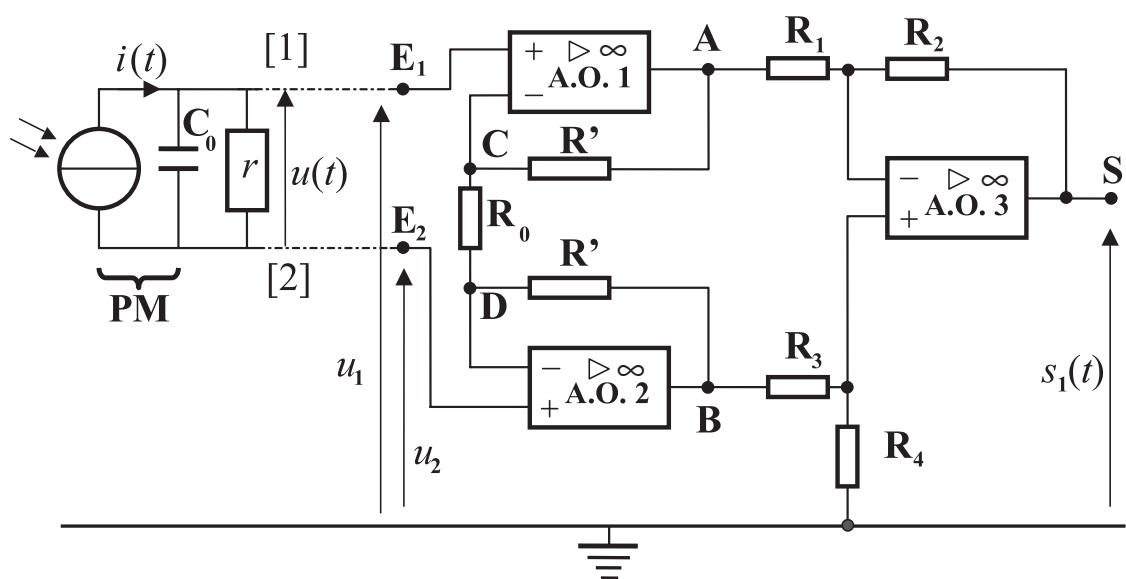 i(t)
[1]
E1
+
▷ ∞
−
A.O. 1
A
R1
R2
C0
r
u(t)
C
R’
R0
E2
[2]
PM
D
R’
−
▷ ∞
+
A.O. 2
B
R3
R4
−
▷ ∞
+
A.O. 3
S
u1
u2
s1(t)